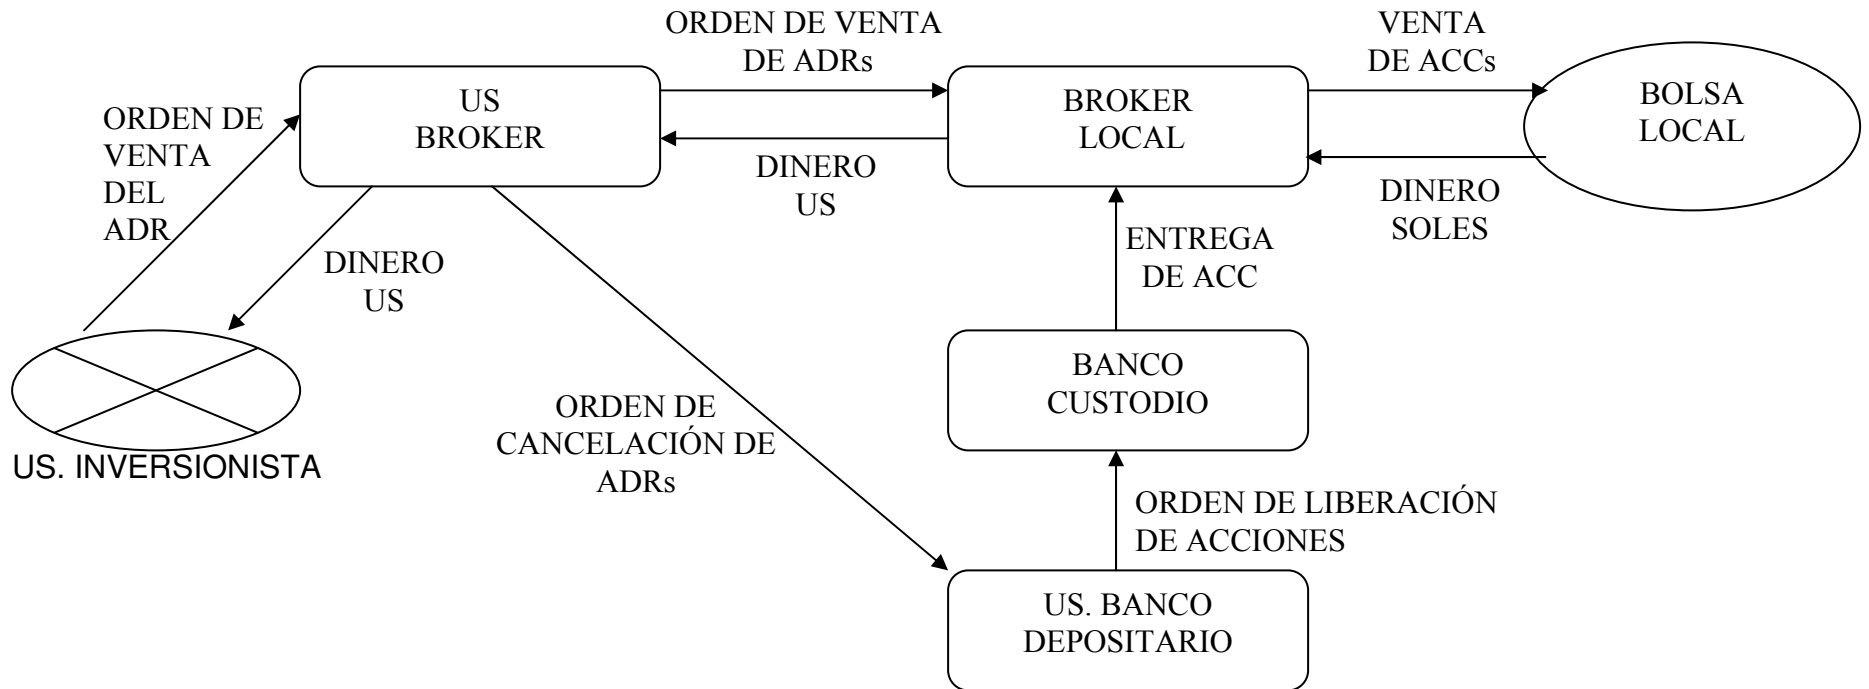 ORDEN DE VENTA
DE ADRs
VENTA
DE ACCs
US
BROKER
BROKER
LOCAL
BOLSA
LOCAL
ORDEN DE
VENTA
DEL
ADR
DINERO
US
DINERO
SOLES
DINERO
US
ENTREGA
DE ACC
BANCO
CUSTODIO
US. INVERSIONISTA
ORDEN DE
CANCELACIÓN DE
ADRs
ORDEN DE LIBERACIÓN
DE ACCIONES
US. BANCO
DEPOSITARIO